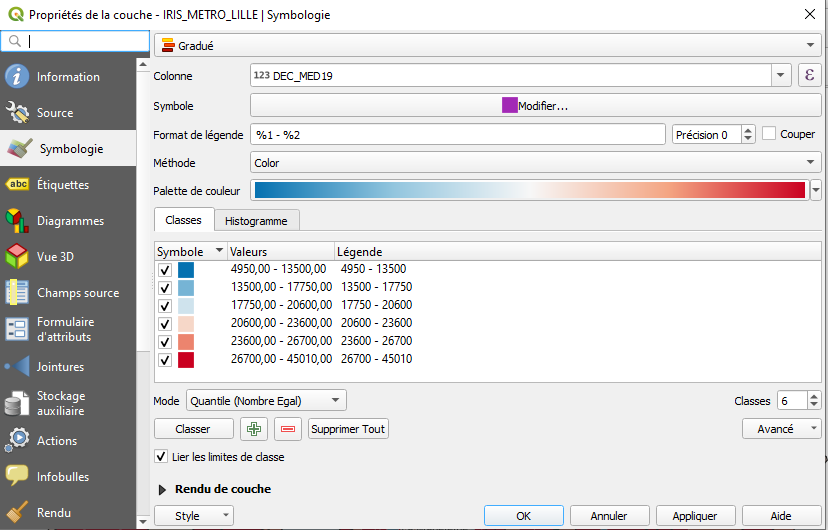 Propriétés de la couche - IRIS_METRO_LILLE | Symbologie
Information
Source
Symbologie
abc Étiquettes
Diagrammes
Vue 3D
Champs source
Formulaire
d'attributs
Jointures
Stockage
auxiliaire
Actions
Infobulles
Rendu
Gradué
Colonne 123 DEC_MED19 ε
Symbole Modifier...
Format de légende %1 - %2 Précision 0 Couper
Méthode Color
Palette de couleur
Classes Histogramme
Symbole Valeurs Légende
4950,00 - 13500,00 4950 - 13500
13500,00 - 17750,00 13500 - 17750
17750,00 - 20600,00 17750 - 20600
20600,00 - 23600,00 20600 - 23600
23600,00 - 26700,00 23600 - 26700
26700,00 - 45010,00 26700 - 45010
Mode Quantile (Nombre Egal) Classes 6
Classer Supprimer Tout Avancé
Lier les limites de classe
Rendu de couche
Style OK Annuler Appliquer Aide